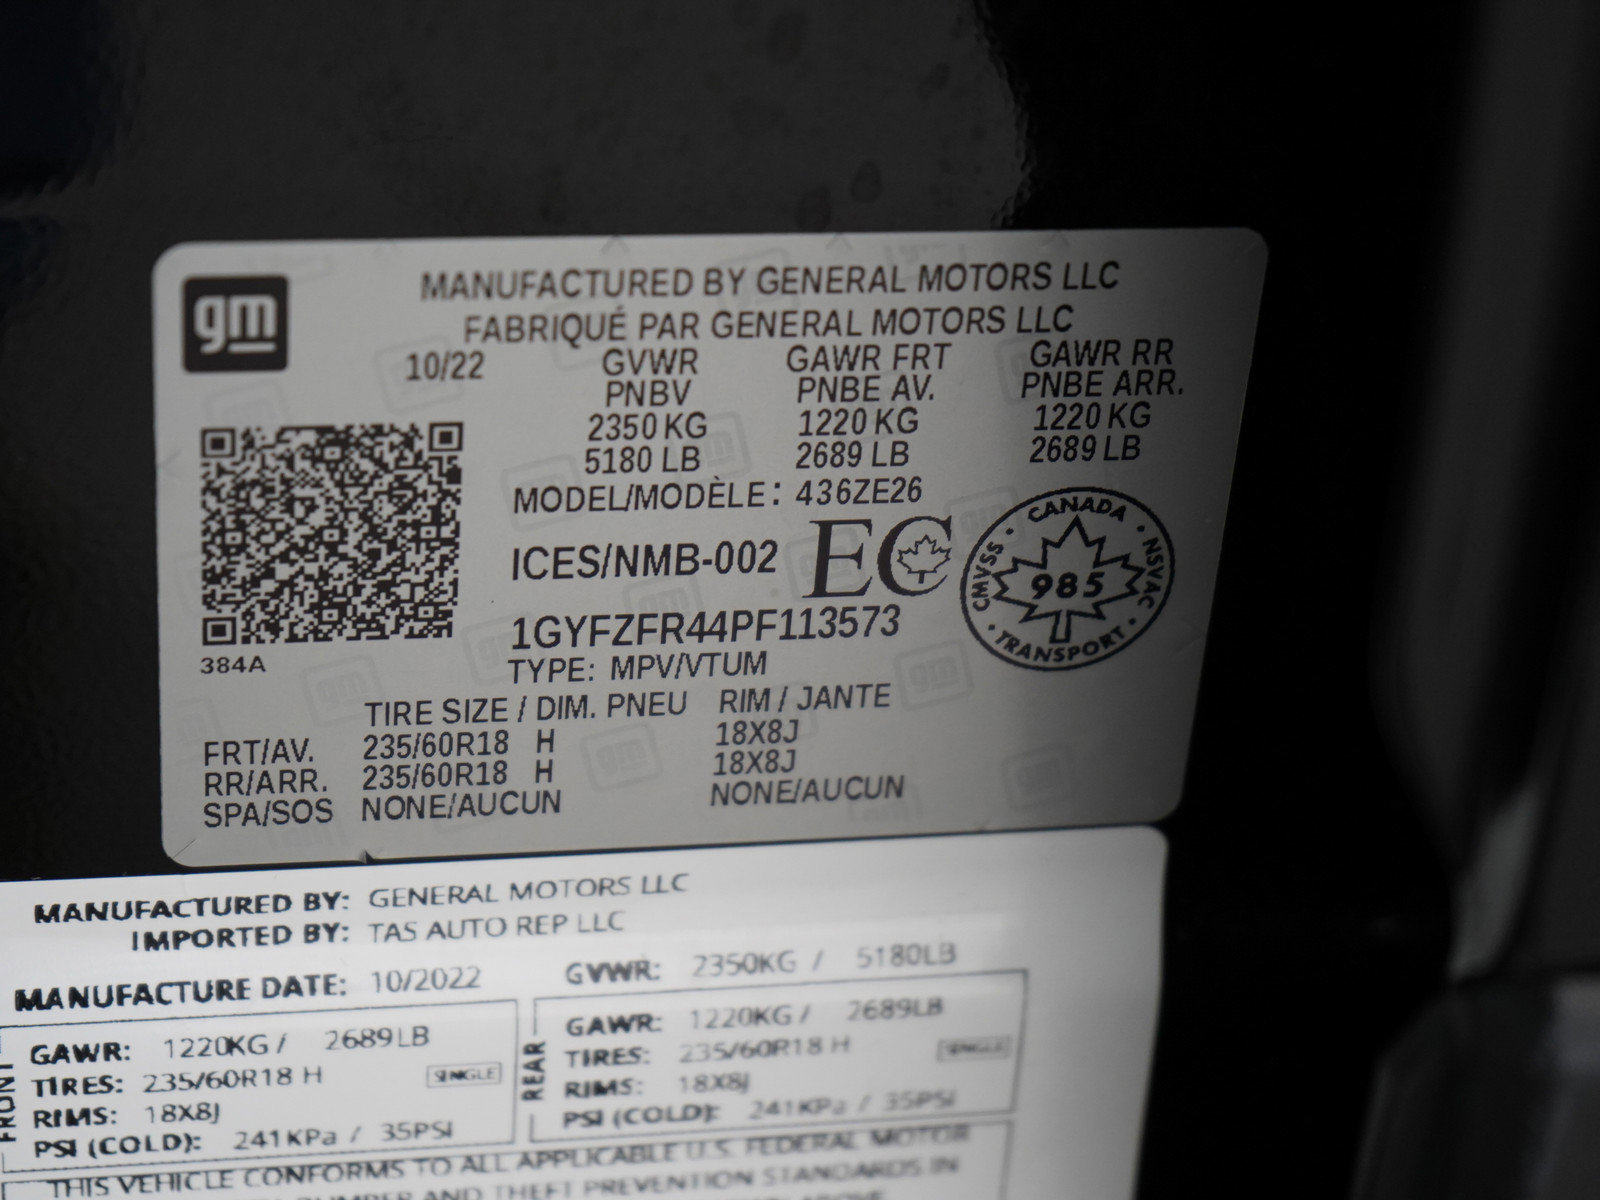 gm
MANUFACTURED BY GENERAL MOTORS LLC
FABRIQUÉ PAR GENERAL MOTORS LLC
10/22 GVWR GAWR FRT GAWR RR
PNBV PNBE AV. PNBE ARR.
2350 KG 1220 KG 1220 KG
5180 LB 2689 LB 2689 LB
MODEL/MODÈLE: 436ZE26
ICES/NMB-002 EC
CANADA · NSVAC · TRANSPORT · CMVSS ·
985
1GYFZFR44PF113573
384A
TYPE: MPV/VTUM
TIRE SIZE / DIM. PNEU RIM / JANTE
FRT/AV. 235/60R18 H 18X8J
RR/ARR. 235/60R18 H 18X8J
SPA/SOS NONE/AUCUN NONE/AUCUN
MANUFACTURED BY: GENERAL MOTORS LLC
IMPORTED BY: TAS AUTO REP LLC
MANUFACTURE DATE: 10/2022 GVWR: 2350KG / 5180LB
FRONT
GAWR: 1220KG / 2689LB
TIRES: 235/60R18 H SINGLE
RIMS: 18X8J
PSI (COLD): 241KPa / 35PSI
REAR
GAWR: 1220KG / 2689LB
TIRES: 235/60R18 H SINGLE
RIMS: 18X8J
PSI (COLD): 241KPa / 35PSI
THIS VEHICLE CONFORMS TO ALL APPLICABLE U.S. FEDERAL MOTOR
BUMPER AND THEFT PREVENTION STANDARDS IN